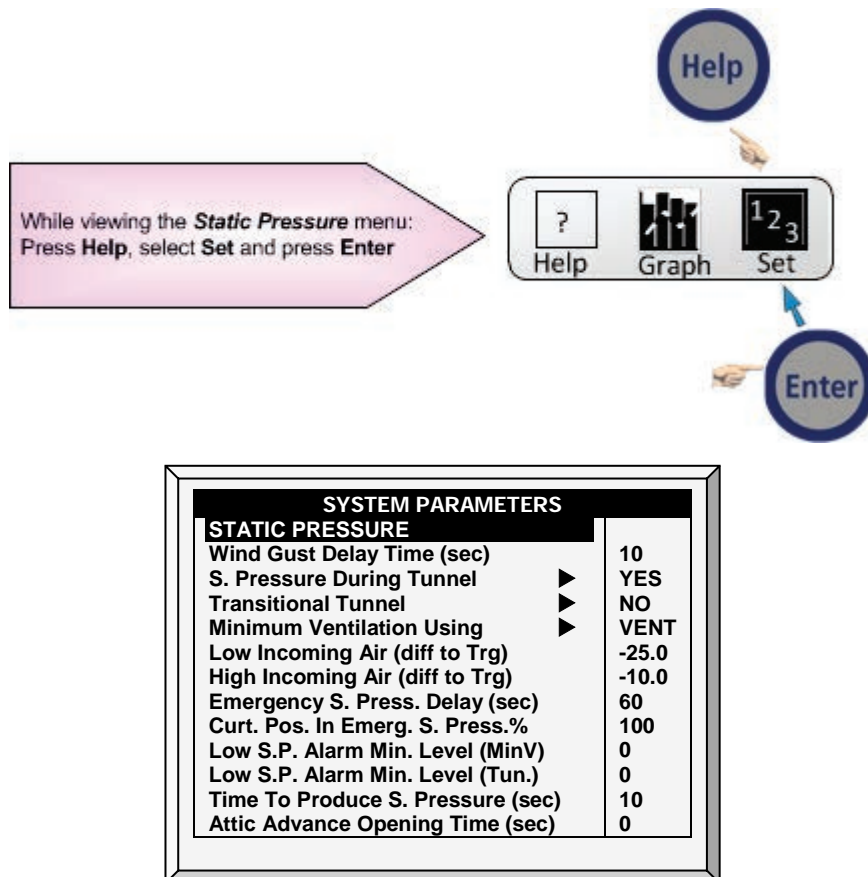 Help
While viewing the Static Pressure menu:
Press Help, select Set and press Enter
?
1 2 3
Help
Graph
Set
Enter
SYSTEM PARAMETERS
STATIC PRESSURE
Wind Gust Delay Time (sec) 10
S. Pressure During Tunnel ▶ YES
Transitional Tunnel ▶ NO
Minimum Ventilation Using ▶ VENT
Low Incoming Air (diff to Trg) -25.0
High Incoming Air (diff to Trg) -10.0
Emergency S. Press. Delay (sec) 60
Curt. Pos. In Emerg. S. Press.% 100
Low S.P. Alarm Min. Level (MinV) 0
Low S.P. Alarm Min. Level (Tun.) 0
Time To Produce S. Pressure (sec) 10
Attic Advance Opening Time (sec) 0